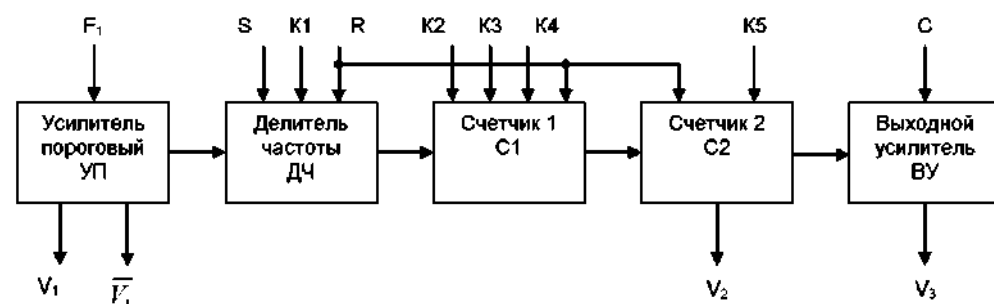 F₁ S K1 R K2 K3 K4 K5 C
Усилитель
пороговый
УП
Делитель
частоты
ДЧ
Счетчик 1
С1
Счетчик 2
С2
Выходной
усилитель
ВУ
V₁ V̅₁ V₂ V₃